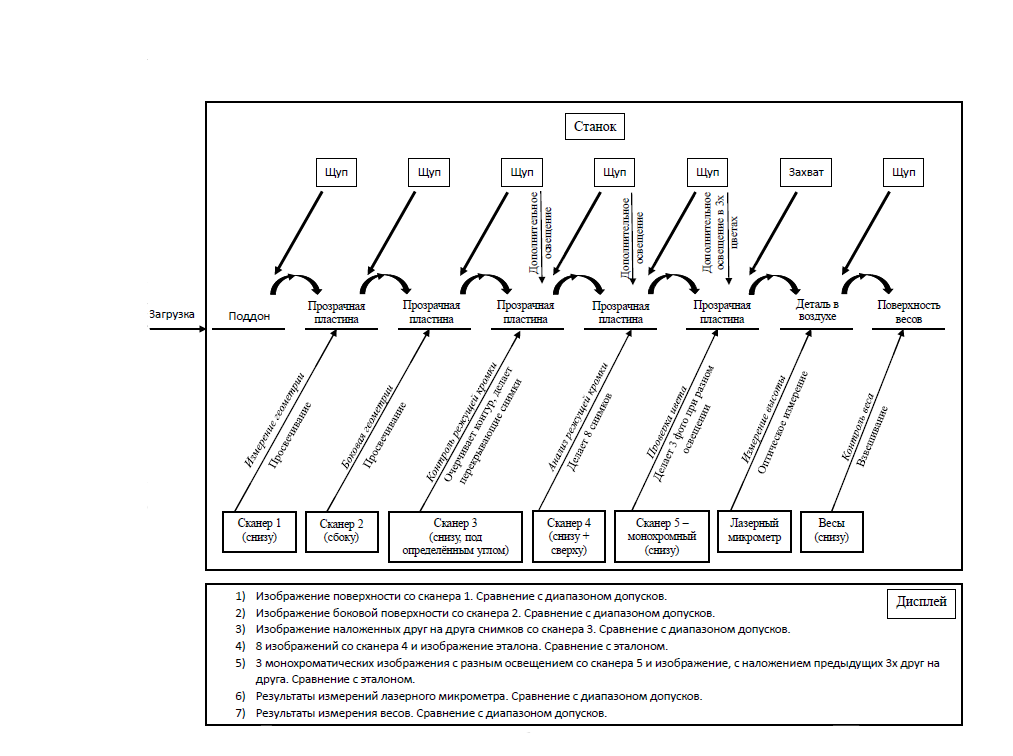 Станок
Щуп
Щуп
Щуп
Щуп
Щуп
Захват
Щуп
Дополнительное
освещение
Дополнительное
освещение
Дополнительное
освещение в 3х
цветах
Загрузка
Поддон
Прозрачная
пластина
Прозрачная
пластина
Прозрачная
пластина
Прозрачная
пластина
Прозрачная
пластина
Деталь в
воздухе
Поверхность
весов
Измерение геометрии
Просвечивание
Боковая геометрии
Просвечивание
Контроль режущей кромки
Очерчивает контур, делает
перекрывающие снимки
Анализ режущей кромки
Делает 8 снимков
Проверка цвета
Делает 3 фото при разном
освещении
Измерение высоты
Оптическое измерение
Контроль веса
Взвешивание
Сканер 1
(снизу)
Сканер 2
(сбоку)
Сканер 3
(снизу, под
определённым углом)
Сканер 4
(снизу +
сверху)
Сканер 5 –
монохромный
(снизу)
Лазерный
микрометр
Весы
(снизу)
Дисплей
1) Изображение поверхности со сканера 1. Сравнение с диапазоном допусков.
2) Изображение боковой поверхности со сканера 2. Сравнение с диапазоном допусков.
3) Изображение наложенных друг на друга снимков со сканера 3. Сравнение с диапазоном допусков.
4) 8 изображений со сканера 4 и изображение эталона. Сравнение с эталоном.
5) 3 монохроматических изображения с разным освещением со сканера 5 и изображение, с наложением предыдущих 3х друг на
друга. Сравнение с эталоном.
6) Результаты измерений лазерного микрометра. Сравнение с диапазоном допусков.
7) Результаты измерения весов. Сравнение с диапазоном допусков.